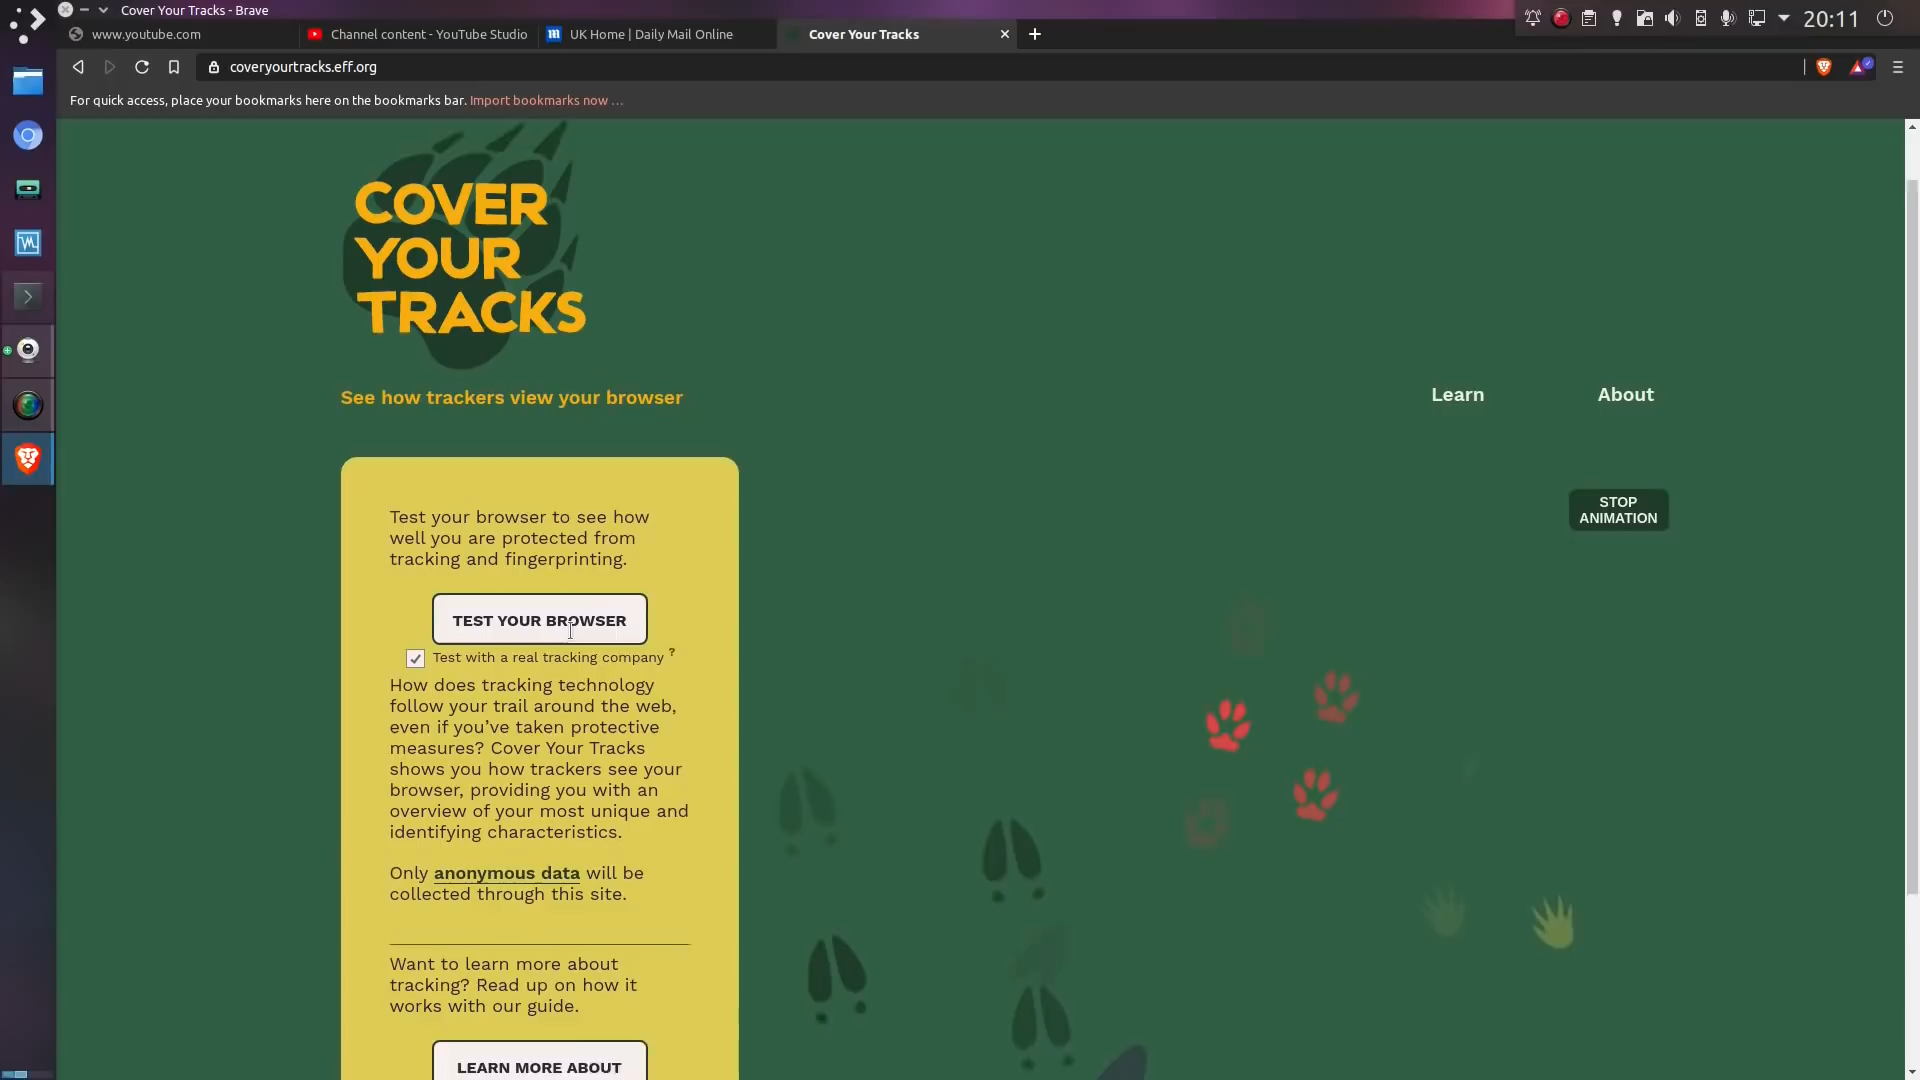 Cover Your Tracks - Brave
20:11
www.youtube.com
Channel content - YouTube Studio
UK Home | Daily Mail Online
Cover Your Tracks
coveryourtracks.eff.org
For quick access, place your bookmarks here on the bookmarks bar. Import bookmarks now ...
COVER
YOUR
TRACKS
See how trackers view your browser
Learn
About
STOP
ANIMATION
Test your browser to see how
well you are protected from
tracking and fingerprinting.
TEST YOUR BROWSER
Test with a real tracking company ?
How does tracking technology
follow your trail around the web,
even if you’ve taken protective
measures? Cover Your Tracks
shows you how trackers see your
browser, providing you with an
overview of your most unique and
identifying characteristics.
Only anonymous data will be
collected through this site.
Want to learn more about
tracking? Read up on how it
works with our guide.
LEARN MORE ABOUT